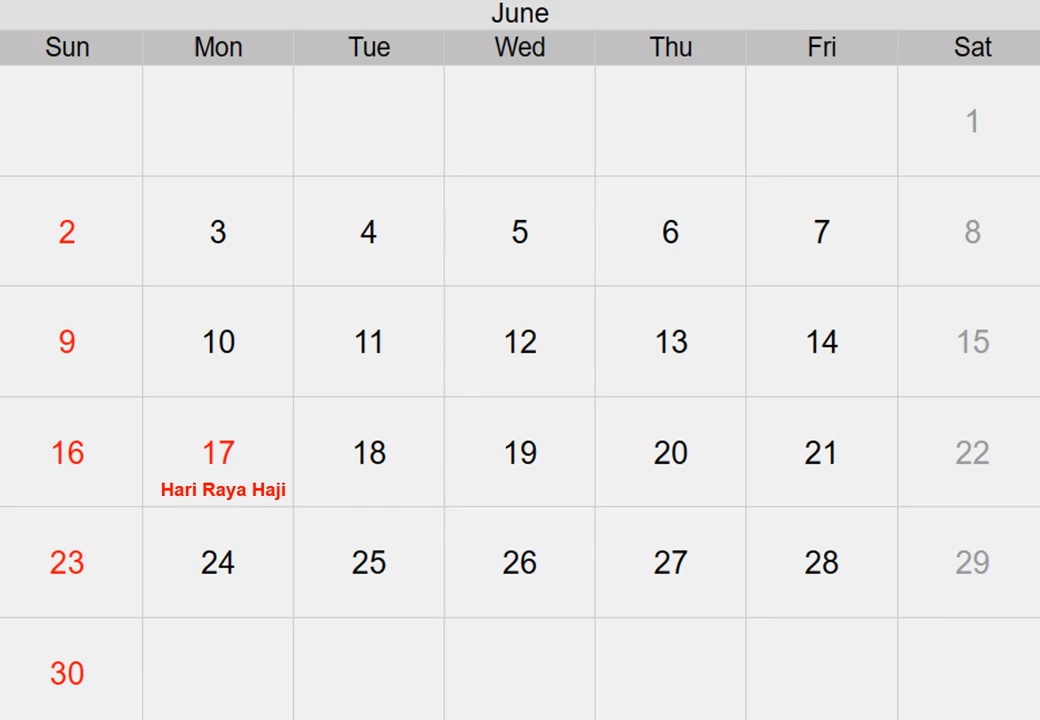 June
Sun Mon Tue Wed Thu Fri Sat
1
2 3 4 5 6 7 8
9 10 11 12 13 14 15
16 17 18 19 20 21 22
Hari Raya Haji
23 24 25 26 27 28 29
30